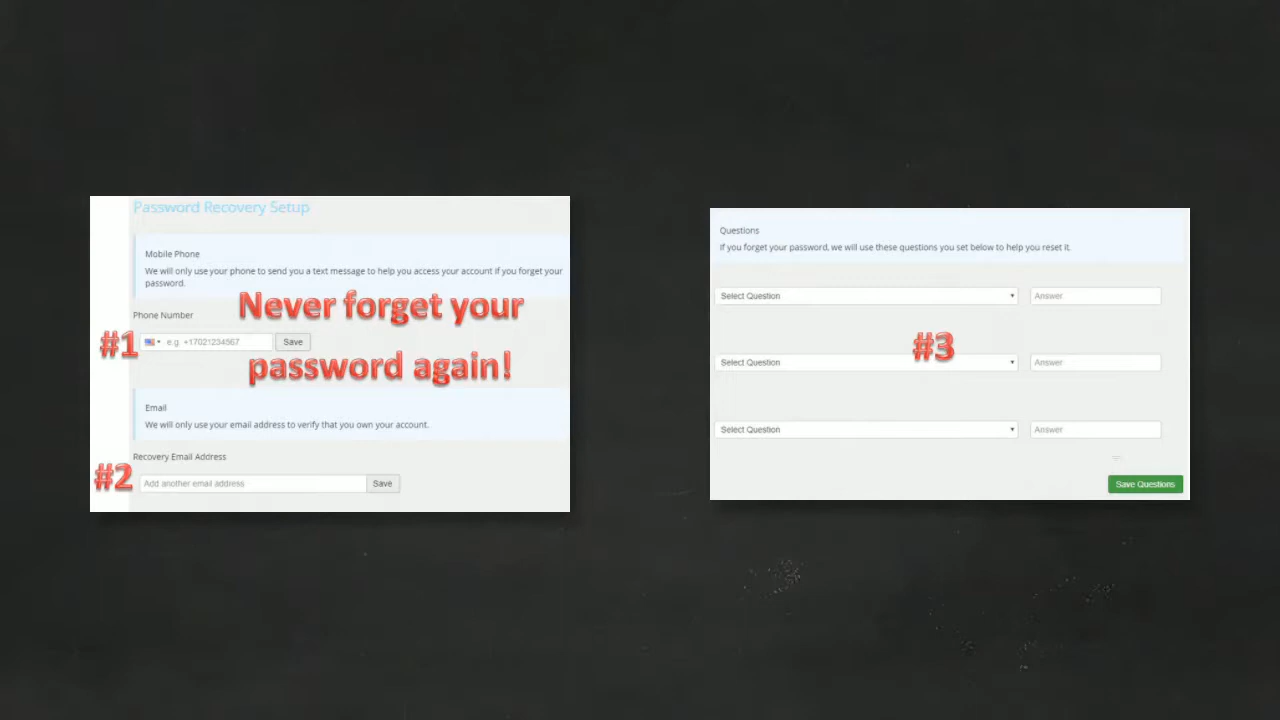 Password Recovery Setup
Mobile Phone
We will only use your phone to send you a text message to help you access your account if you forget your
password.
Never forget your
password again!
Phone Number
#1
e.g. +17021234567
Save
Email
We will only use your email address to verify that you own your account.
Recovery Email Address
#2
Add another email address
Save
Questions
If you forget your password, we will use these questions you set below to help you reset it.
Select Question
Answer
#3
Select Question
Answer
Select Question
Answer
Save Questions